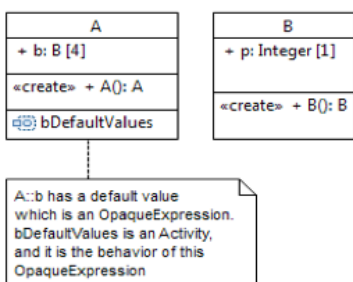 A
+ b: B [4]
«create» + A(): A
bDefaultValues
B
+ p: Integer [1]
«create» + B(): B
A::b has a default value
which is an OpaqueExpression.
bDefaultValues is an Activity,
and it is the behavior of this
OpaqueExpression